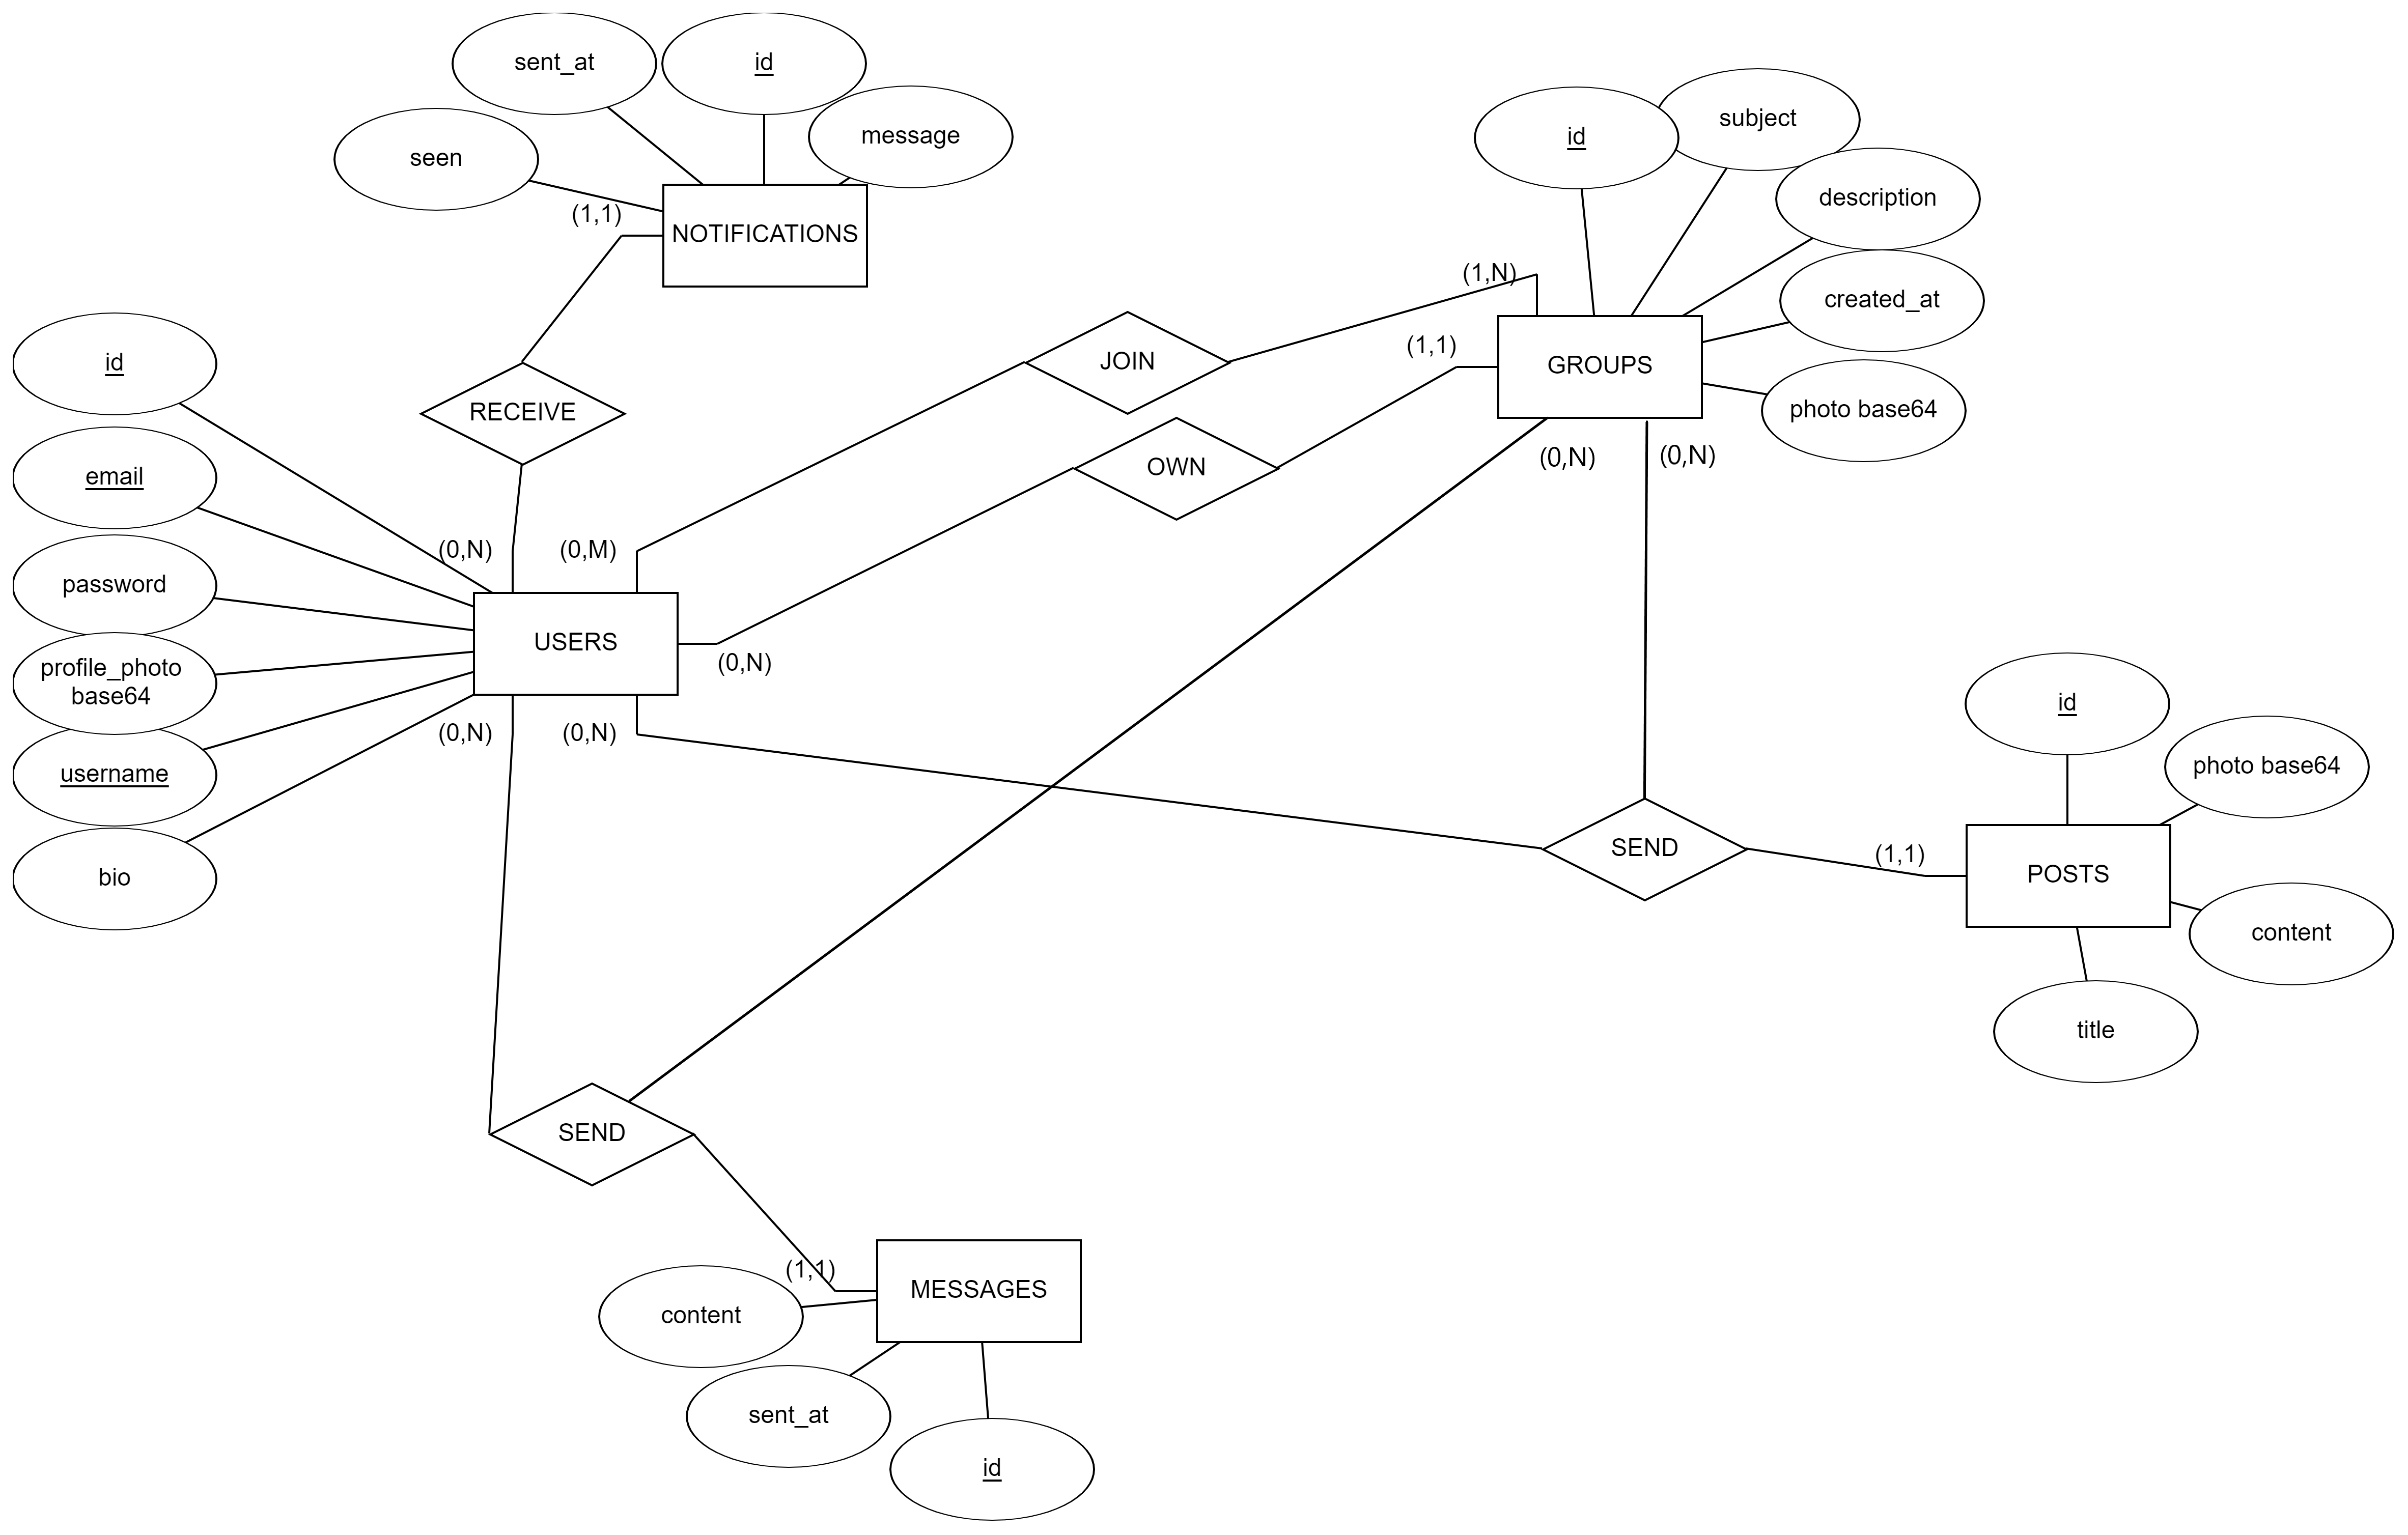 sent_at
id
message
seen
(1,1)
NOTIFICATIONS
id
subject
description
created_at
photo base64
(1,N)
(1,1)
GROUPS
JOIN
OWN
RECEIVE
(0,N)
(0,N)
id
email
password
profile_photo
base64
username
bio
(0,N)
(0,M)
USERS
(0,N)
(0,N)
(0,N)
id
photo base64
SEND
(1,1)
POSTS
content
title
SEND
(1,1)
MESSAGES
content
sent_at
id